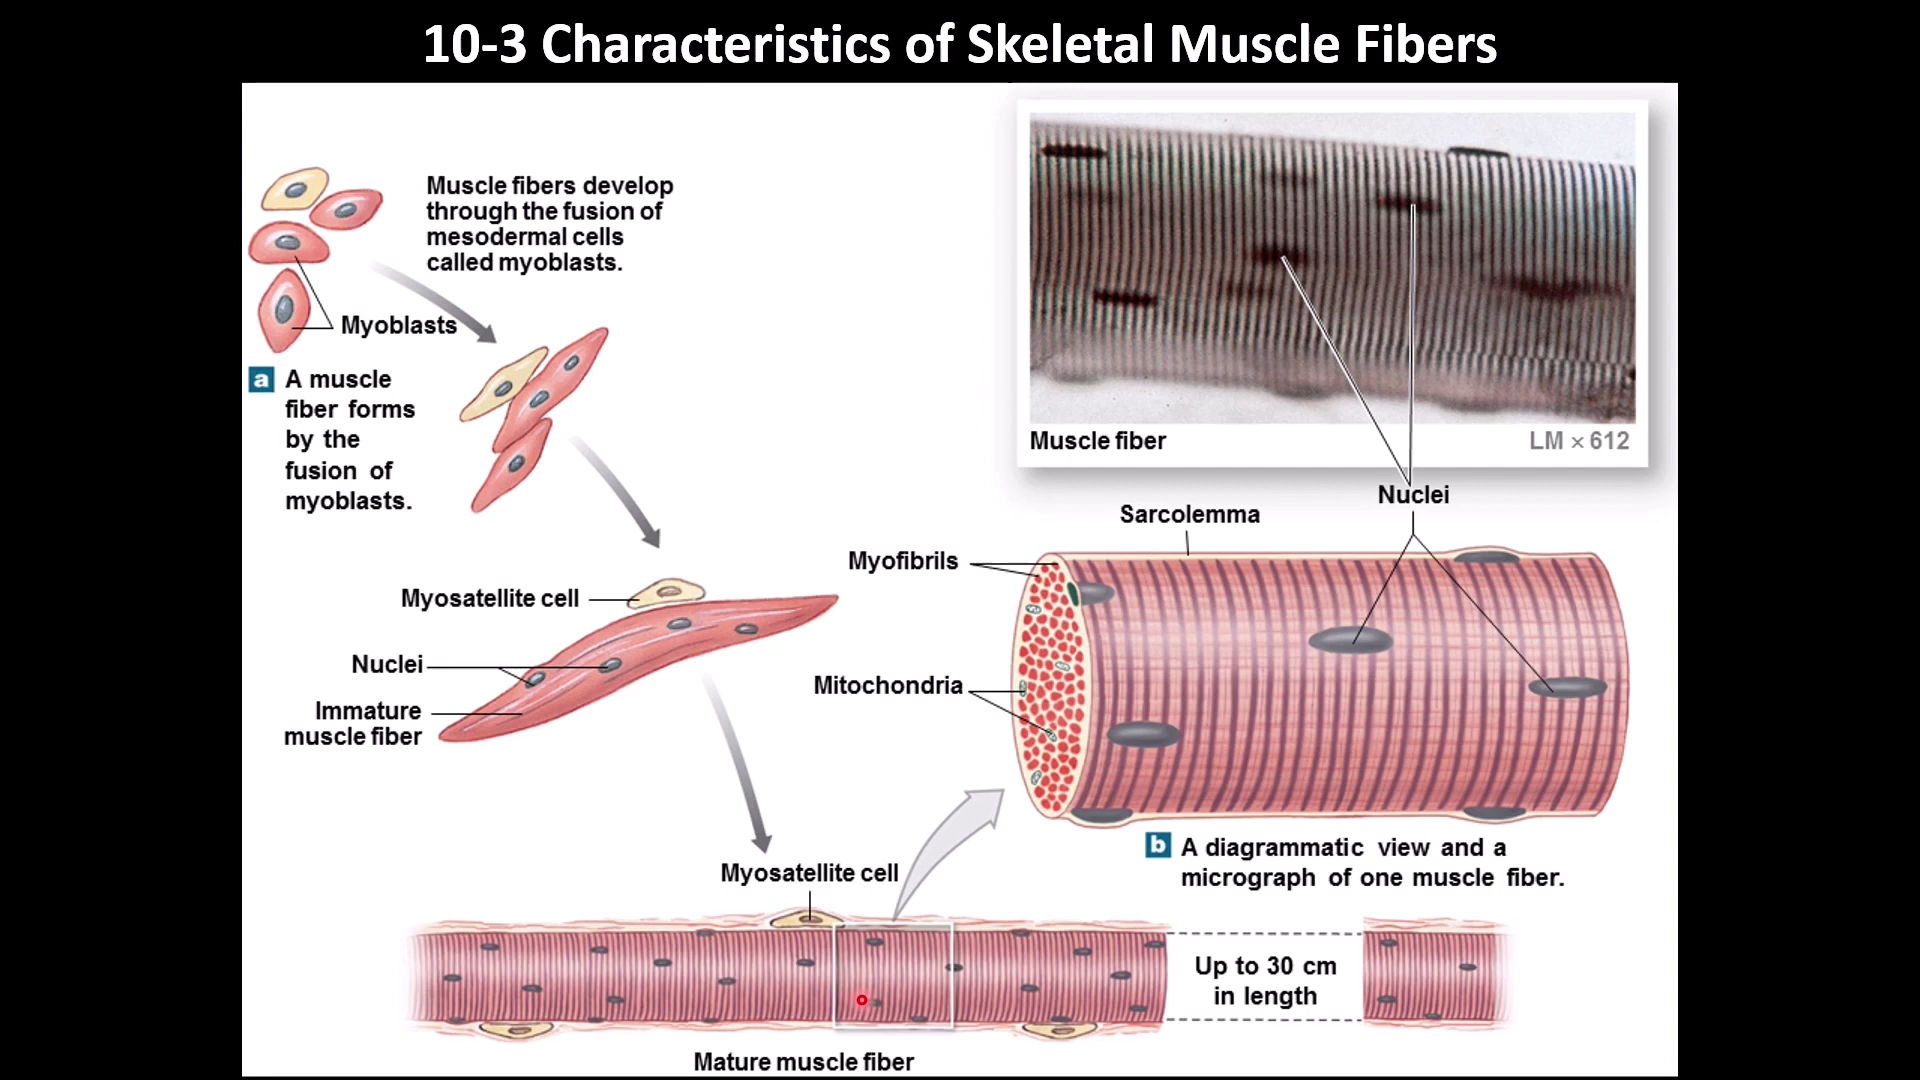 10-3 Characteristics of Skeletal Muscle Fibers
Muscle fibers develop
through the fusion of
mesodermal cells
called myoblasts.
Myoblasts
a A muscle
fiber forms
by the
fusion of
myoblasts.
Myosatellite cell
Nuclei
Immature
muscle fiber
Muscle fiber
LM × 612
Nuclei
Sarcolemma
Myofibrils
Mitochondria
b A diagrammatic view and a
micrograph of one muscle fiber.
Myosatellite cell
Up to 30 cm
in length
Mature muscle fiber